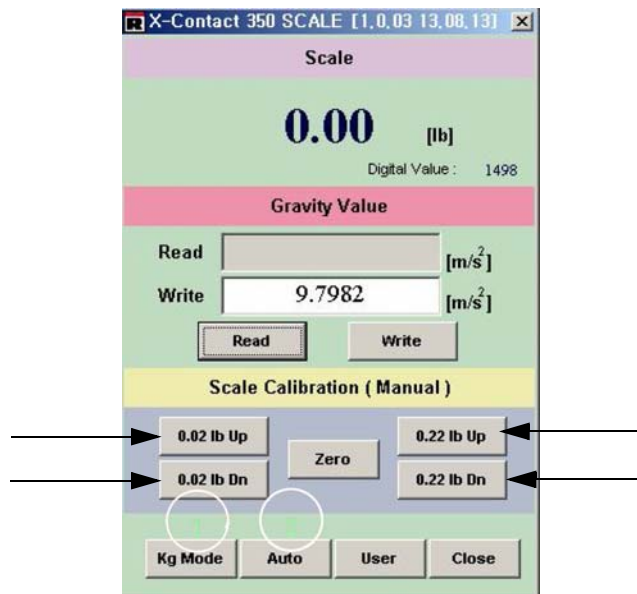 R X-Contact 350 SCALE [1,0,03 13,08,13] X
Scale
0.00 [lb]
Digital Value : 1498
Gravity Value
Read [m/s²]
Write 9.7982 [m/s²]
Read Write
Scale Calibration ( Manual )
0.02 lb Up 0.22 lb Up
Zero
0.02 lb Dn 0.22 lb Dn
1 2
Kg Mode Auto User Close